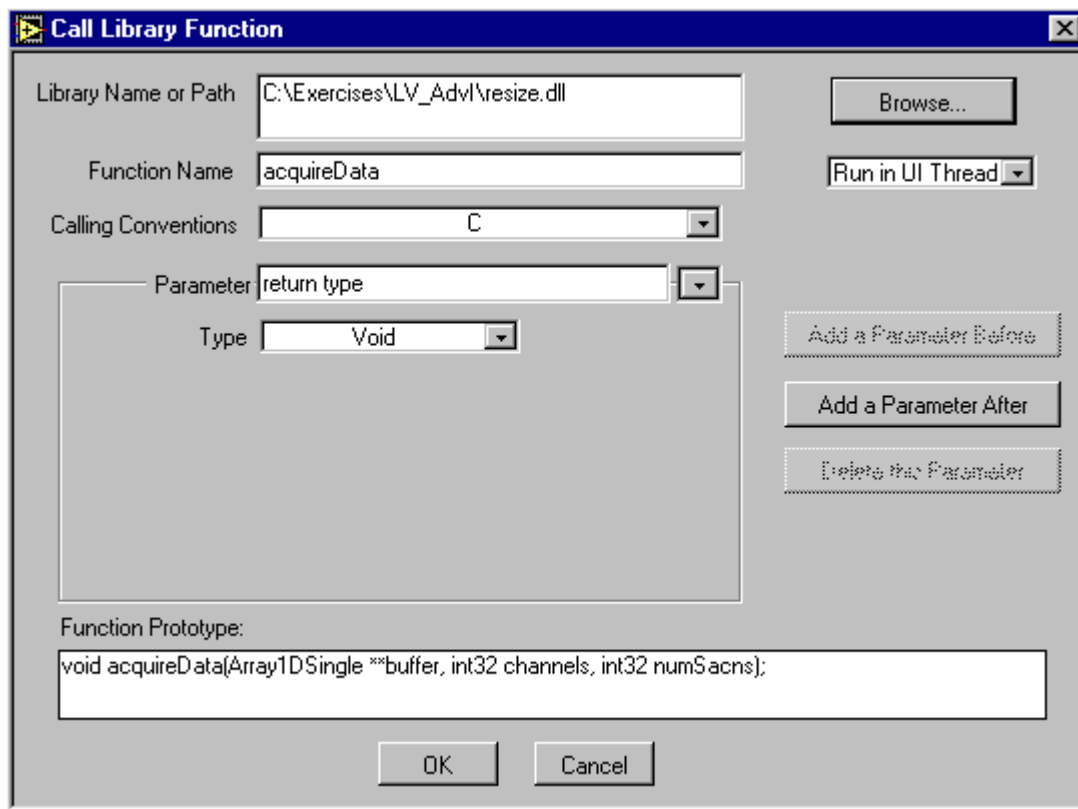 Call Library Function
Library Name or Path
C:\Exercises\LV_AdvI\resize.dll
Browse...
Function Name
acquireData
Run in UI Thread
Calling Conventions
C
Parameter
return type
Type
Void
Add a Parameter Before
Add a Parameter After
Delete this Parameter
Function Prototype:
void acquireData(Array1DSingle **buffer, int32 channels, int32 numSacns);
OK
Cancel